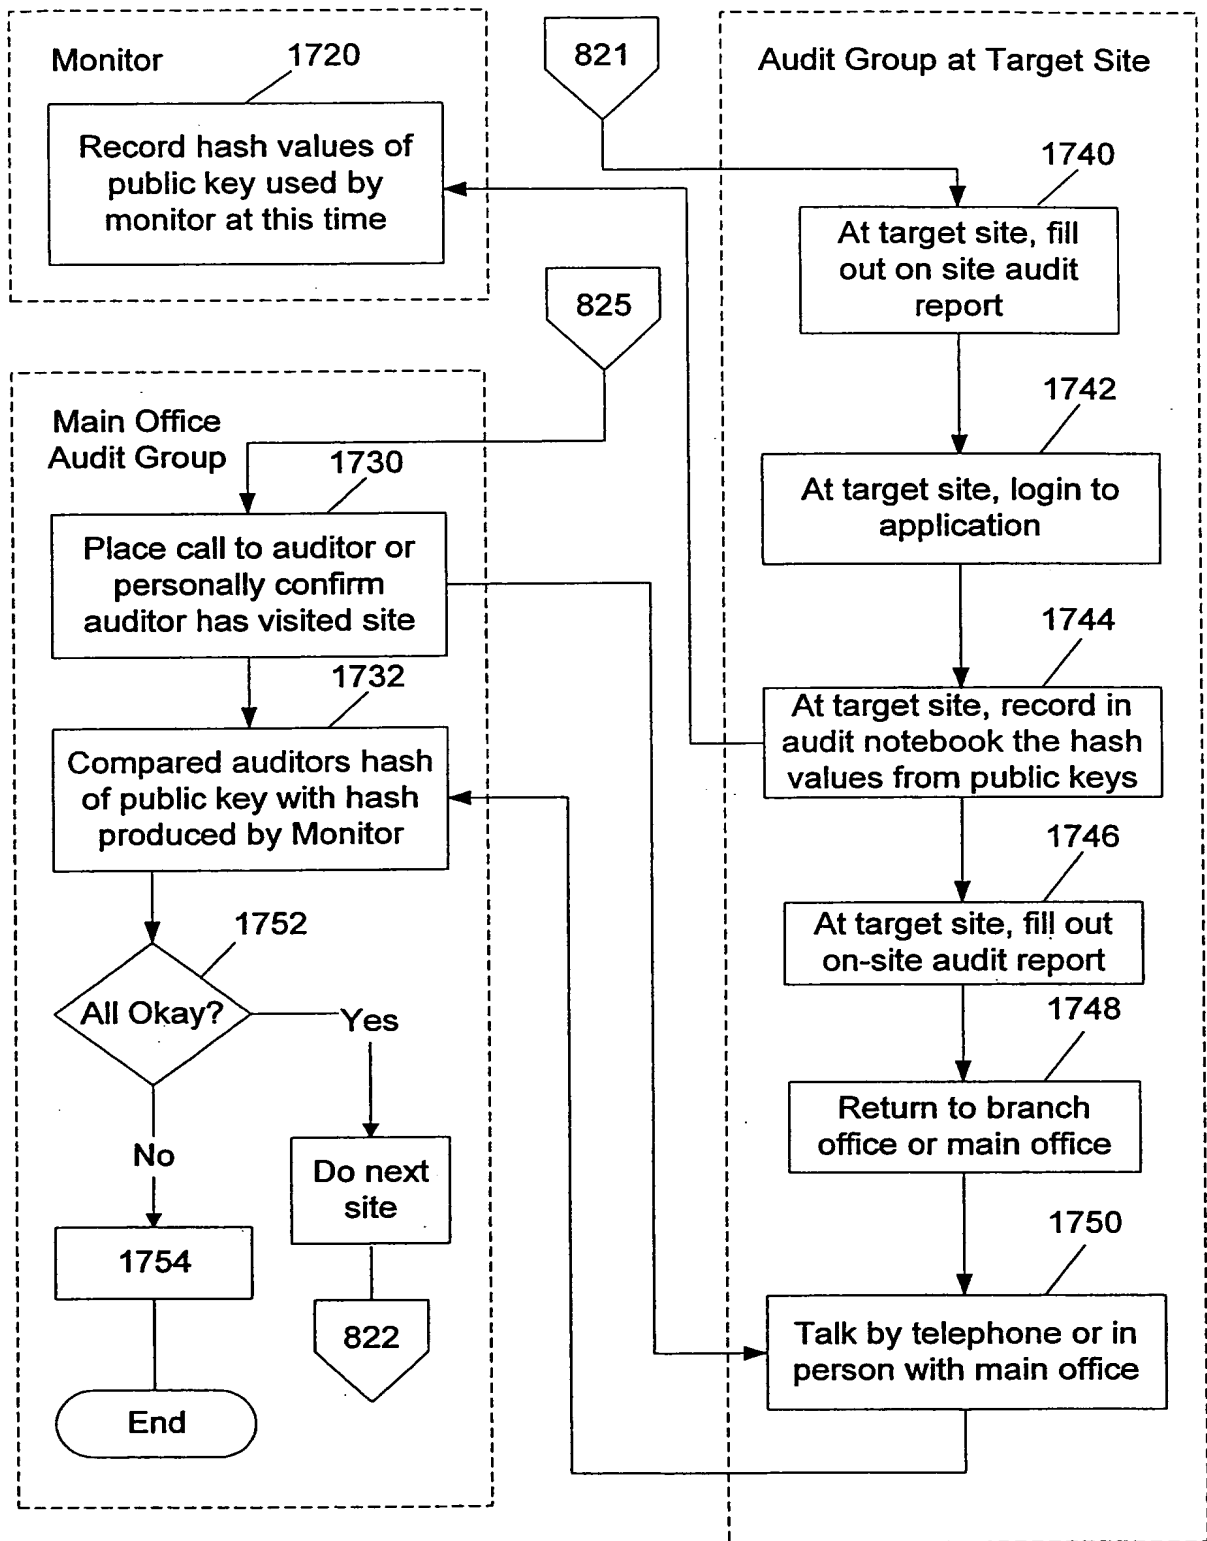 Monitor
1720
Record hash values of
public key used by
monitor at this time
821
825
Main Office
Audit Group
1730
Place call to auditor or
personally confirm
auditor has visited site
1732
Compared auditors hash
of public key with hash
produced by Monitor
1752
All Okay?
Yes
No
Do next
site
1754
822
End
Audit Group at Target Site
1740
At target site, fill
out on site audit
report
1742
At target site, login to
application
1744
At target site, record in
audit notebook the hash
values from public keys
1746
At target site, fill out
on-site audit report
1748
Return to branch
office or main office
1750
Talk by telephone or in
person with main office